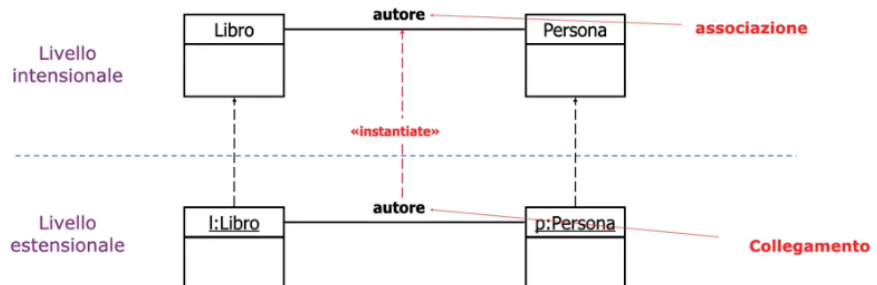 autore
Libro
Persona
associazione
Livello
intensionale
«instantiate»
autore
Livello
estensionale
l:Libro
p:Persona
Collegamento